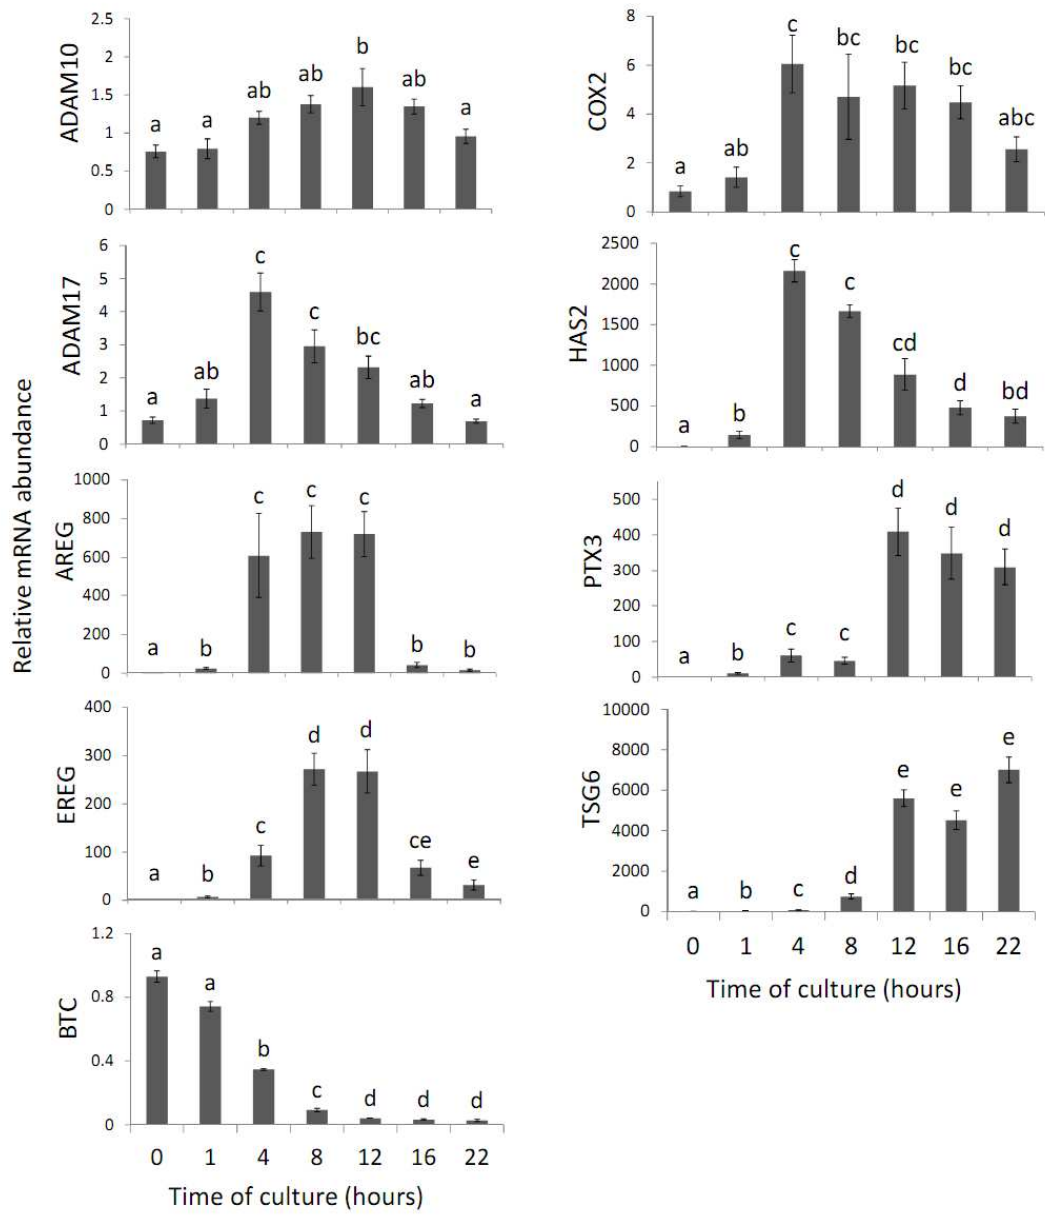 Relative mRNA abundance
ADAM10
2.5
2
1.5
1
0.5
0
a a ab ab b ab a
ADAM17
6
5
4
3
2
1
0
a ab c c bc ab a
AREG
1000
800
600
400
200
0
a b c c c b b
EREG
400
300
200
100
0
a b c d d ce e
BTC
1.2
0.8
0.4
0
a a b c d d d
0 1 4 8 12 16 22
Time of culture (hours)
COX2
8
6
4
2
0
a ab c bc bc bc abc
HAS2
2500
2000
1500
1000
500
0
a b c c cd d bd
PTX3
500
400
300
200
100
0
a b c c d d d
TSG6
10000
8000
6000
4000
2000
0
a b c d e e e
0 1 4 8 12 16 22
Time of culture (hours)